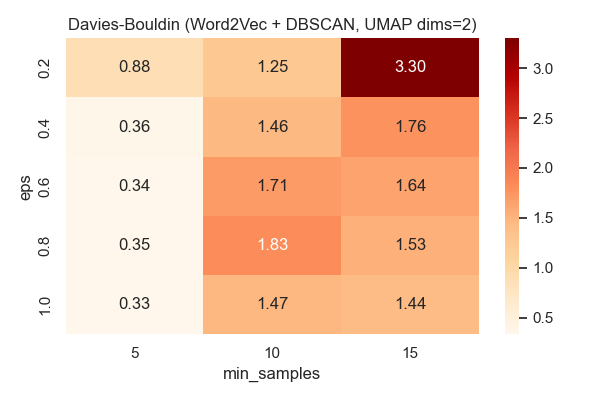 Davies-Bouldin (Word2Vec + DBSCAN, UMAP dims=2)
0.2 0.88 1.25 3.30
0.4 0.36 1.46 1.76
0.6 0.34 1.71 1.64
0.8 0.35 1.83 1.53
1.0 0.33 1.47 1.44
eps
5 10 15
min_samples
3.0
2.5
2.0
1.5
1.0
0.5